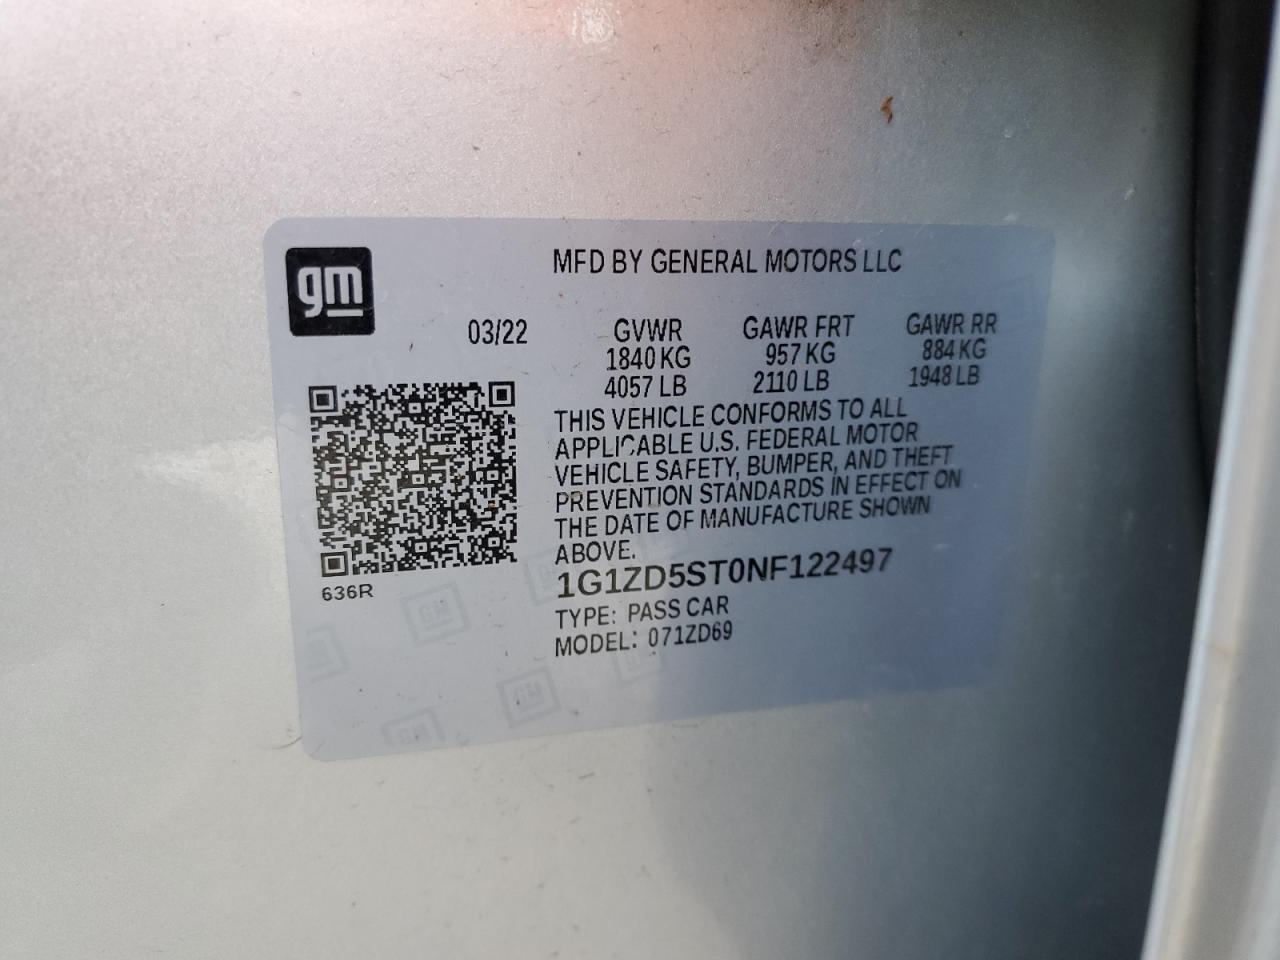 gm
MFD BY GENERAL MOTORS LLC
03/22 GVWR GAWR FRT GAWR RR
1840 KG 957 KG 884 KG
4057 LB 2110 LB 1948 LB
THIS VEHICLE CONFORMS TO ALL
APPLICABLE U.S. FEDERAL MOTOR
VEHICLE SAFETY, BUMPER, AND THEFT
PREVENTION STANDARDS IN EFFECT ON
THE DATE OF MANUFACTURE SHOWN
ABOVE.
1G1ZD5ST0NF122497
636R
TYPE: PASS CAR
MODEL: 071ZD69